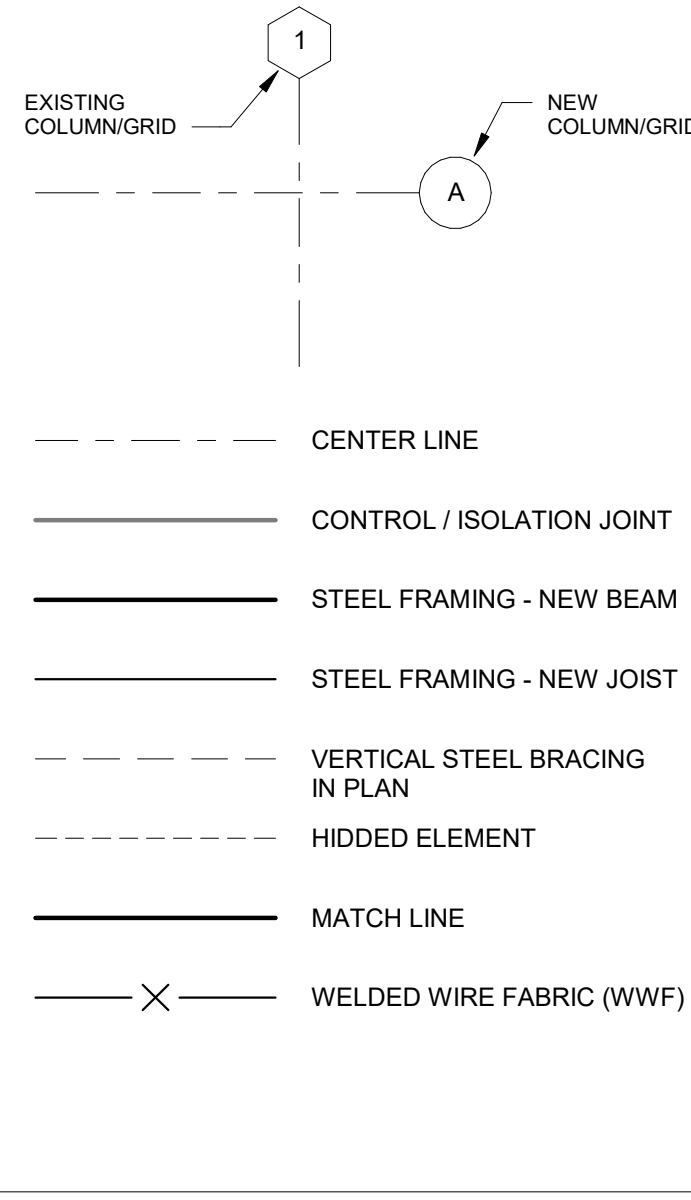 1
EXISTING
COLUMN/GRID
NEW
COLUMN/GRID
A
CENTER LINE
CONTROL / ISOLATION JOINT
STEEL FRAMING - NEW BEAM
STEEL FRAMING - NEW JOIST
VERTICAL STEEL BRACING
IN PLAN
HIDDED ELEMENT
MATCH LINE
WELDED WIRE FABRIC (WWF)